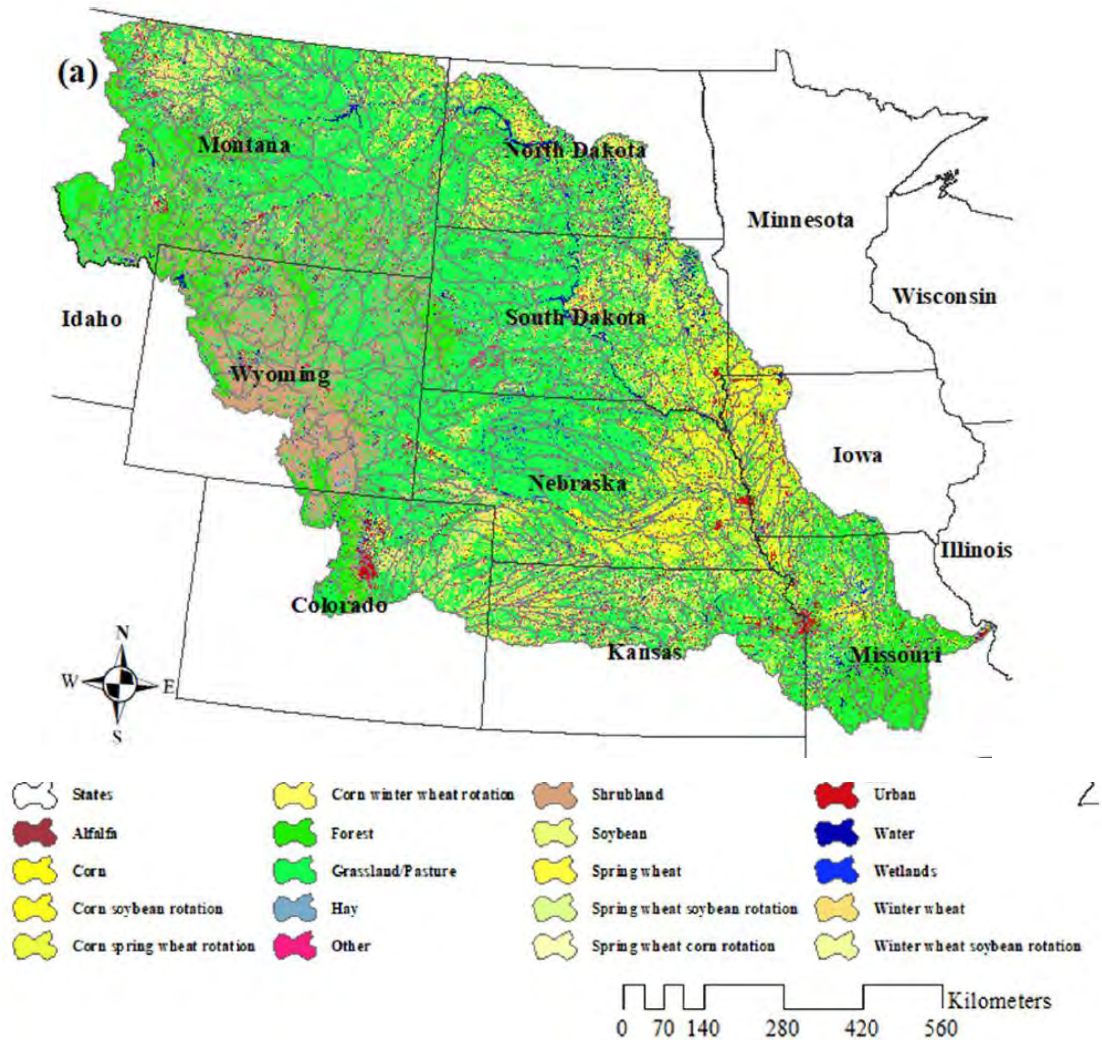 (a)
Montana
North Dakota
Minnesota
Wisconsin
Idaho
South Dakota
Wyoming
Iowa
Nebraska
Illinois
Colorado
Kansas
Missouri
N
W E
S
States Corn winter wheat rotation Shrubland Urban
Alfalfa Forest Soybean Water
Corn Grassland/Pasture Spring wheat Wetlands
Corn soybean rotation Hay Spring wheat soybean rotation Winter wheat
Corn spring wheat rotation Other Spring wheat corn rotation Winter wheat soybean rotation
Kilometers
0 70 140 280 420 560